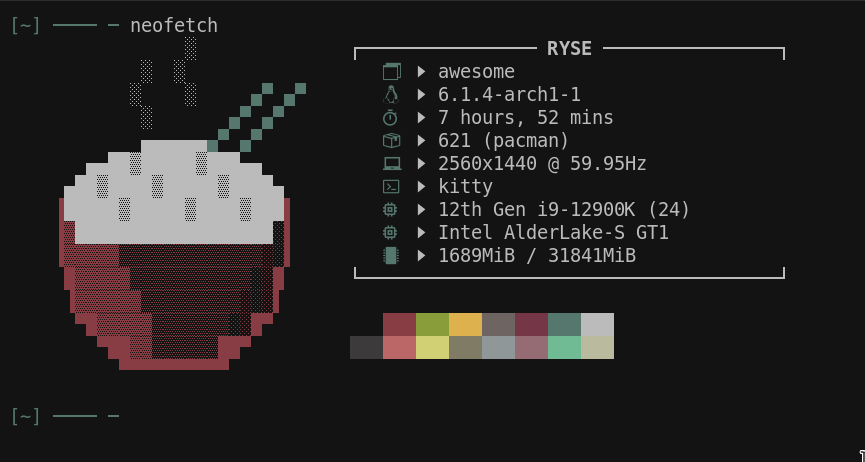 [~] ──── ─ neofetch
RYSE
awesome
6.1.4-arch1-1
7 hours, 52 mins
621 (pacman)
2560x1440 @ 59.95Hz
kitty
12th Gen i9-12900K (24)
Intel AlderLake-S GT1
1689MiB / 31841MiB
[~] ──── ─